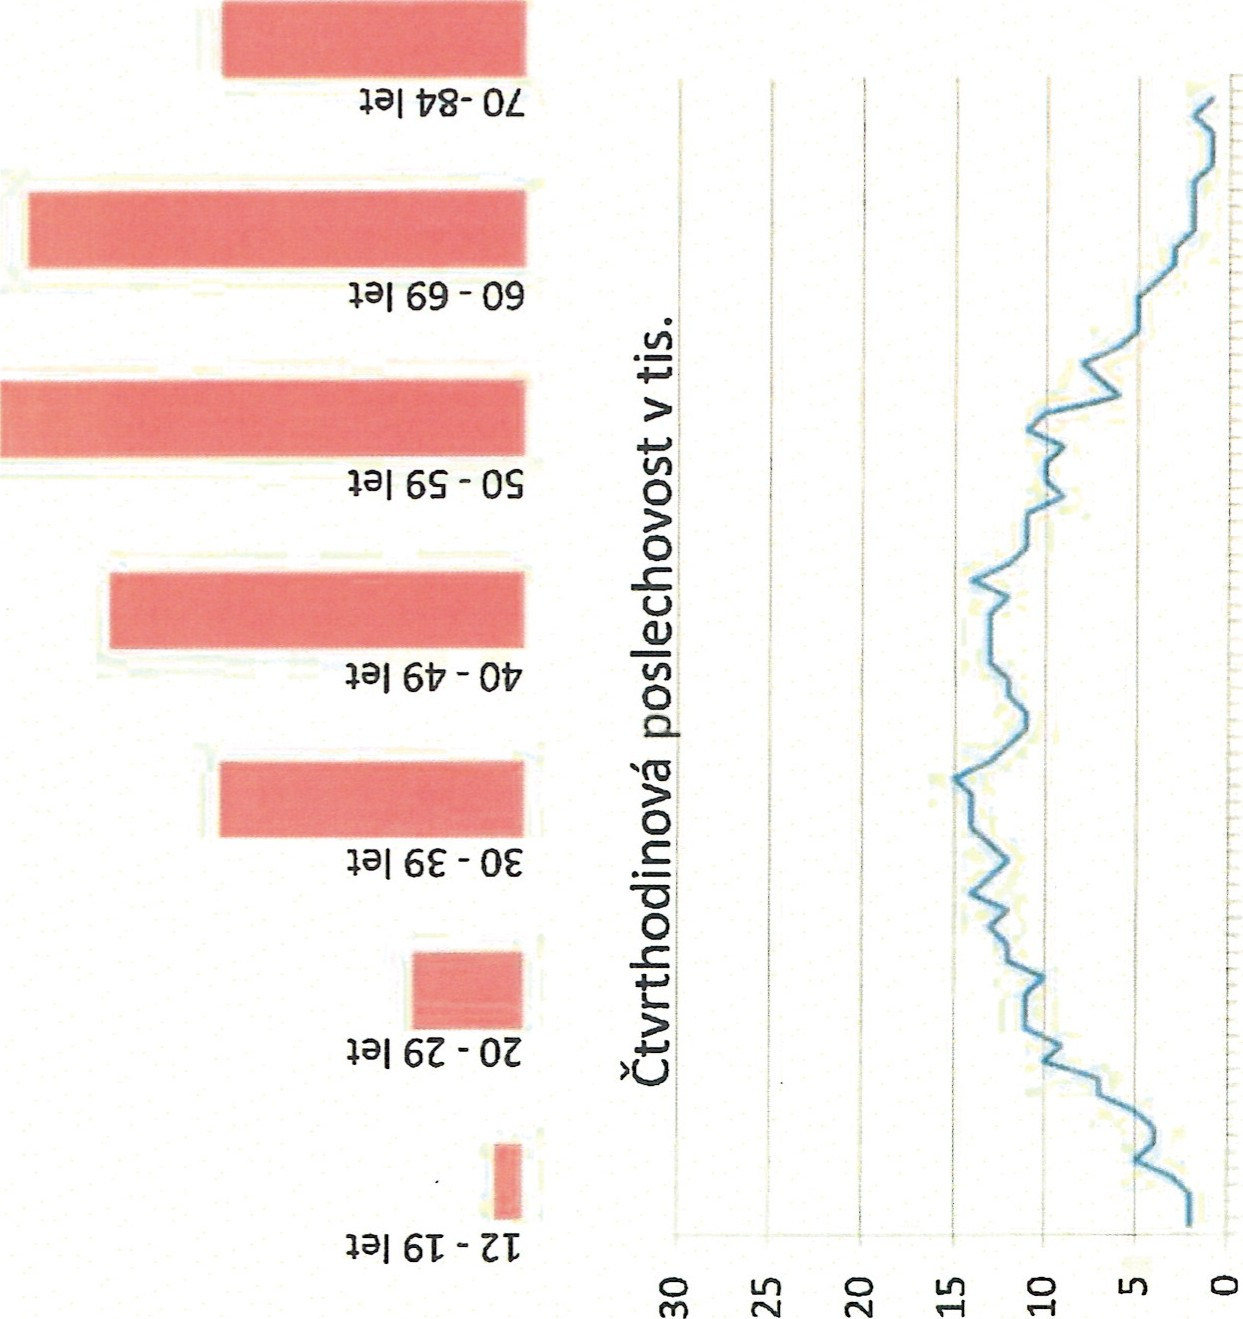 12 - 19 let
20 - 29 let
30 - 39 let
40 - 49 let
50 - 59 let
60 - 69 let
70 -84 let
Čtvrthodinová poslechovost v tis.
30
25
20
15
10
5
0